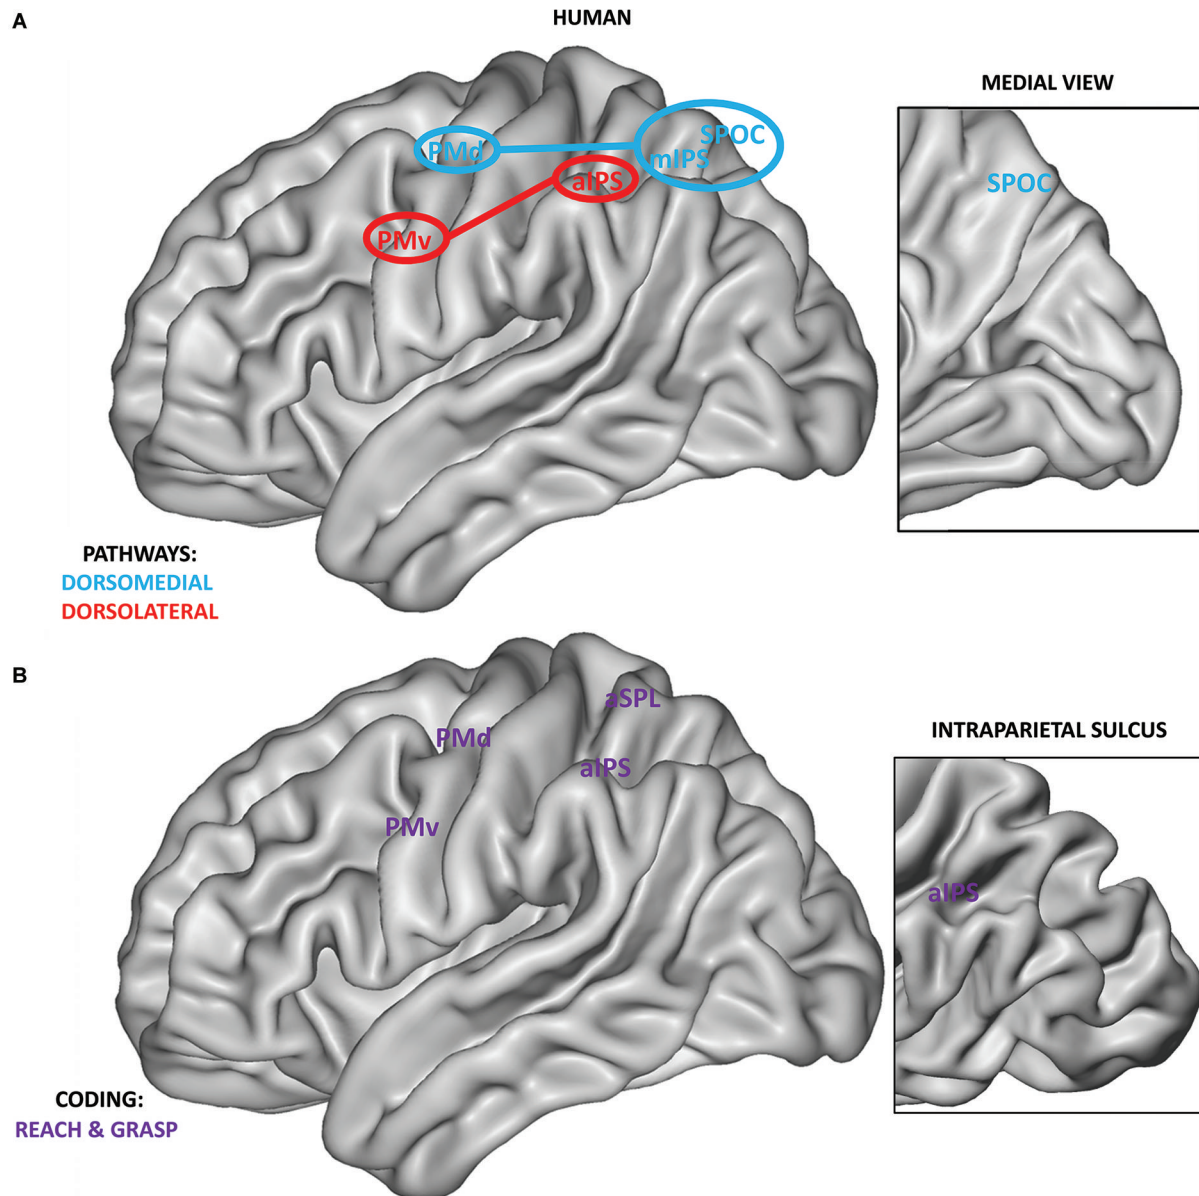 A
HUMAN
MEDIAL VIEW
PMd
SPOC
mIPS
aIPS
PMv
SPOC
PATHWAYS:
DORSOMEDIAL
DORSOLATERAL
B
aSPL
PMd
aIPS
PMv
INTRAPARIETAL SULCUS
aIPS
CODING:
REACH & GRASP